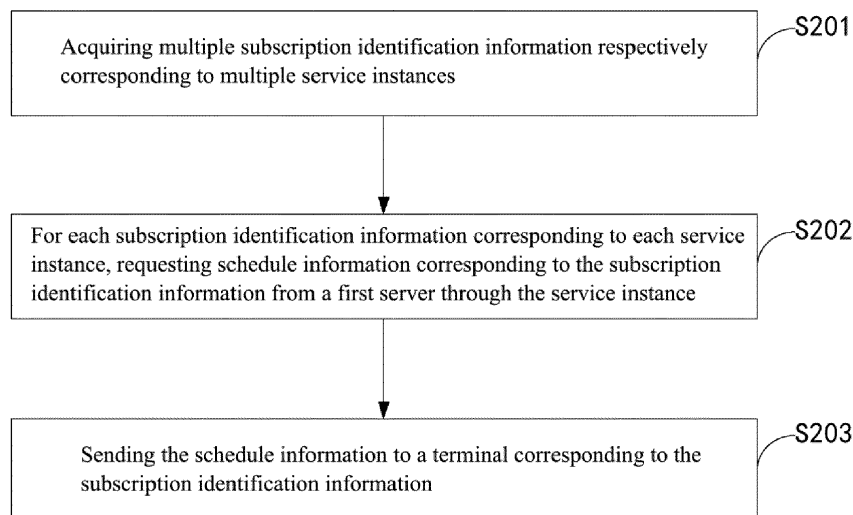 S201
Acquiring multiple subscription identification information respectively
corresponding to multiple service instances
S202
For each subscription identification information corresponding to each service
instance, requesting schedule information corresponding to the subscription
identification information from a first server through the service instance
S203
Sending the schedule information to a terminal corresponding to the
subscription identification information